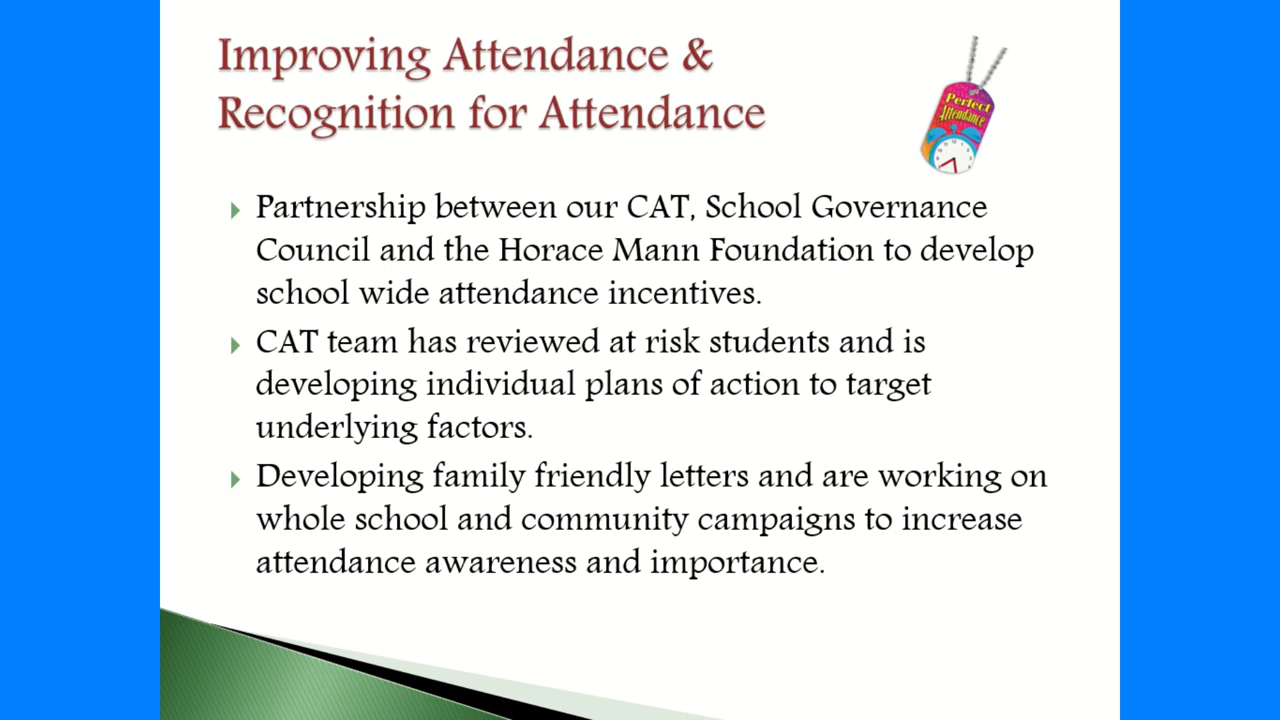 Improving Attendance &
Recognition for Attendance
Perfect
Attendance
Partnership between our CAT, School Governance
Council and the Horace Mann Foundation to develop
school wide attendance incentives.
CAT team has reviewed at risk students and is
developing individual plans of action to target
underlying factors.
Developing family friendly letters and are working on
whole school and community campaigns to increase
attendance awareness and importance.